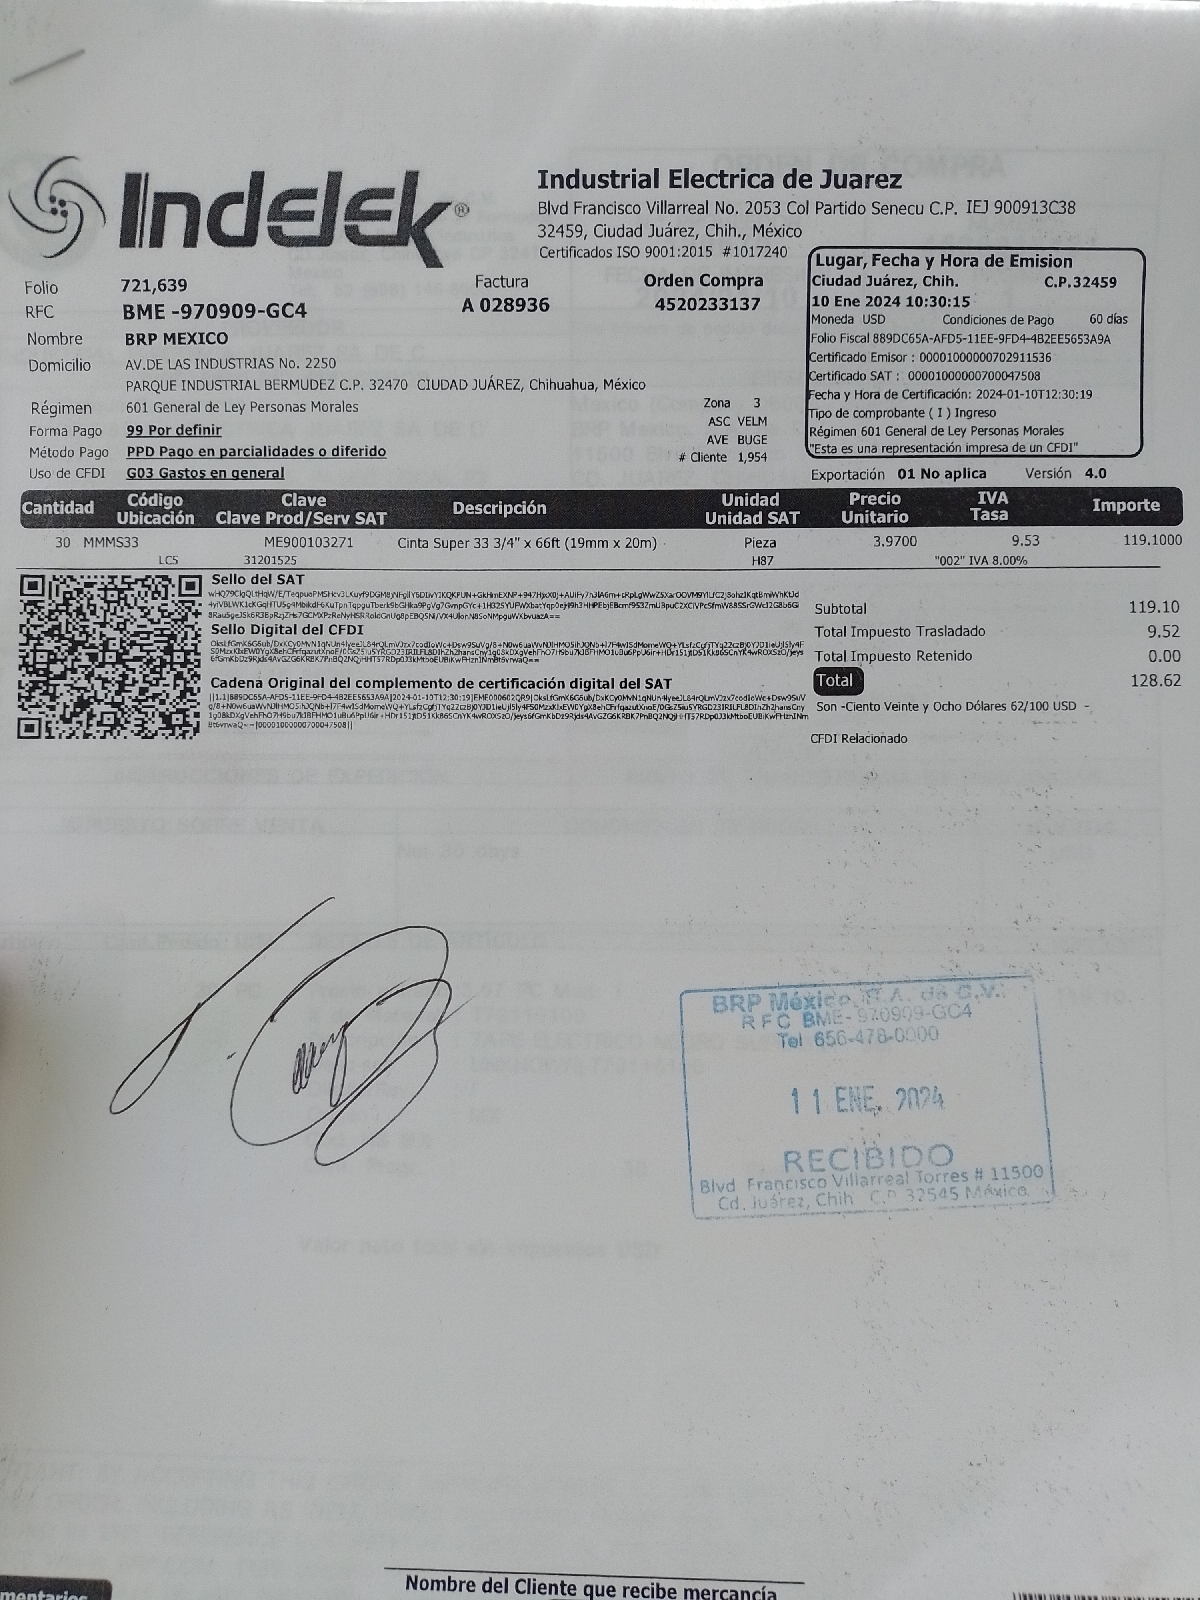 Indelek®
Industrial Electrica de Juarez
Blvd Francisco Villarreal No. 2053 Col Partido Senecu C.P. IEJ 900913C38
32459, Ciudad Juárez, Chih., México
Certificados ISO 9001:2015 #1017240
Folio 721,639
RFC BME -970909-GC4
Factura
A 028936
Orden Compra
4520233137
Nombre BRP MEXICO
Domicilio AV.DE LAS INDUSTRIAS No. 2250
PARQUE INDUSTRIAL BERMUDEZ C.P. 32470 CIUDAD JUÁREZ, Chihuahua, México
Régimen 601 General de Ley Personas Morales
Forma Pago 99 Por definir
Método Pago PPD Pago en parcialidades o diferido
Uso de CFDI G03 Gastos en general
Zona 3
ASC VELM
AVE BUGE
# Cliente 1,954
Lugar, Fecha y Hora de Emision
Ciudad Juárez, Chih. C.P.32459
10 Ene 2024 10:30:15
Moneda USD Condiciones de Pago 60 días
Folio Fiscal 889DC65A-AFD5-11EE-9FD4-4B2EE5653A9A
Certificado Emisor : 00001000000702911536
Certificado SAT : 00001000000700047508
Fecha y Hora de Certificación: 2024-01-10T12:30:19
Tipo de comprobante ( I ) Ingreso
Régimen 601 General de Ley Personas Morales
"Esta es una representación impresa de un CFDI"
Exportación 01 No aplica Versión 4.0
Cantidad Código Ubicación Clave Clave Prod/Serv SAT Descripción Unidad Unidad SAT Precio Unitario IVA Tasa Importe
30 MMMS33 ME900103271 Cinta Super 33 3/4" x 66ft (19mm x 20m) Pieza 3.9700 9.53 119.1000
LC5 31201525 H87 "002" IVA 8.00%
Sello del SAT
Sello Digital del CFDI
Cadena Original del complemento de certificación digital del SAT
Subtotal 119.10
Total Impuesto Trasladado 9.52
Total Impuesto Retenido 0.00
Total 128.62
Son -Ciento Veinte y Ocho Dólares 62/100 USD -
CFDI Relacionado
BRP México, S.A. de C.V.
RFC BME-970909-GC4
Tel 656-478-0000
11 ENE. 2024
RECIBIDO
Blvd Francisco Villarreal Torres # 11500
Cd. Juárez, Chih C.P. 32545 México.
Nombre del Cliente que recibe mercancía